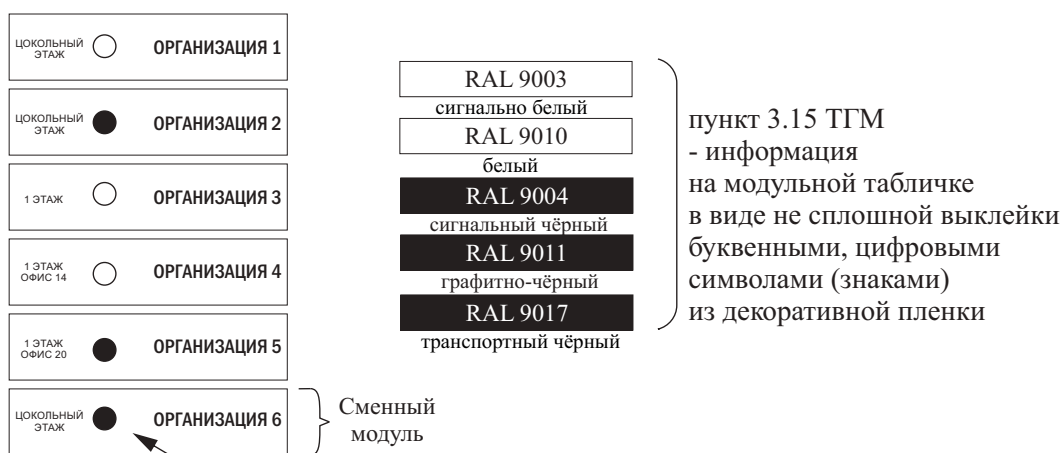 ЦОКОЛЬНЫЙ
ЭТАЖ
ОРГАНИЗАЦИЯ 1
ЦОКОЛЬНЫЙ
ЭТАЖ
ОРГАНИЗАЦИЯ 2
1 ЭТАЖ
ОРГАНИЗАЦИЯ 3
1 ЭТАЖ
ОФИС 14
ОРГАНИЗАЦИЯ 4
1 ЭТАЖ
ОФИС 20
ОРГАНИЗАЦИЯ 5
ЦОКОЛЬНЫЙ
ЭТАЖ
ОРГАНИЗАЦИЯ 6
Сменный
модуль
RAL 9003
сигнально белый
RAL 9010
белый
RAL 9004
сигнальный чёрный
RAL 9011
графитно-чёрный
RAL 9017
транспортный чёрный
пункт 3.15 ТГМ
- информация
на модульной табличке
в виде не сплошной выклейки
буквенными, цифровыми
символами (знаками)
из декоративной пленки